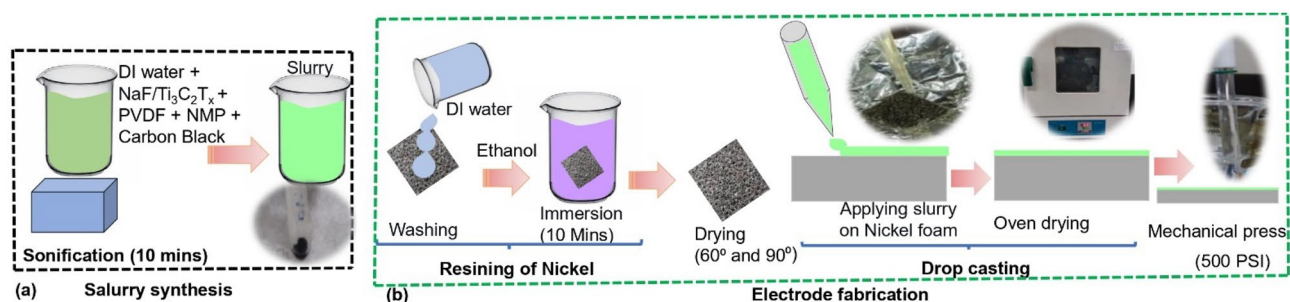 DI water +
NaF/Ti₃C₂Tₓ +
PVDF + NMP +
Carbon Black
Slurry
Sonification (10 mins)
(a) Salurry synthesis
DI water
Ethanol
Washing
Immersion
(10 Mins)
Resining of Nickel
Drying
(60⁰ and 90⁰)
Applying slurry
on Nickel foam
Oven drying
Drop casting
Mechanical press
(500 PSI)
(b) Electrode fabrication